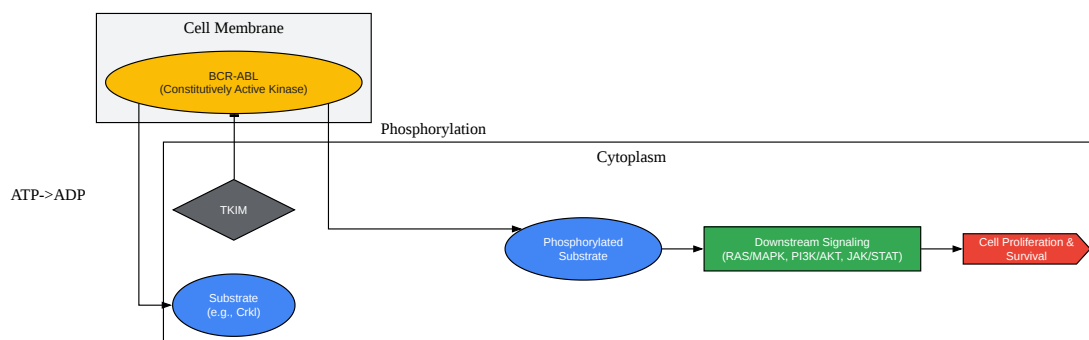 Cell Membrane
BCR-ABL
(Constitutively Active Kinase)
Phosphorylation
Cytoplasm
ATP->ADP
TKIM
Phosphorylated
Substrate
Downstream Signaling
(RAS/MAPK, PI3K/AKT, JAK/STAT)
Cell Proliferation &
Survival
Substrate
(e.g., Crkl)